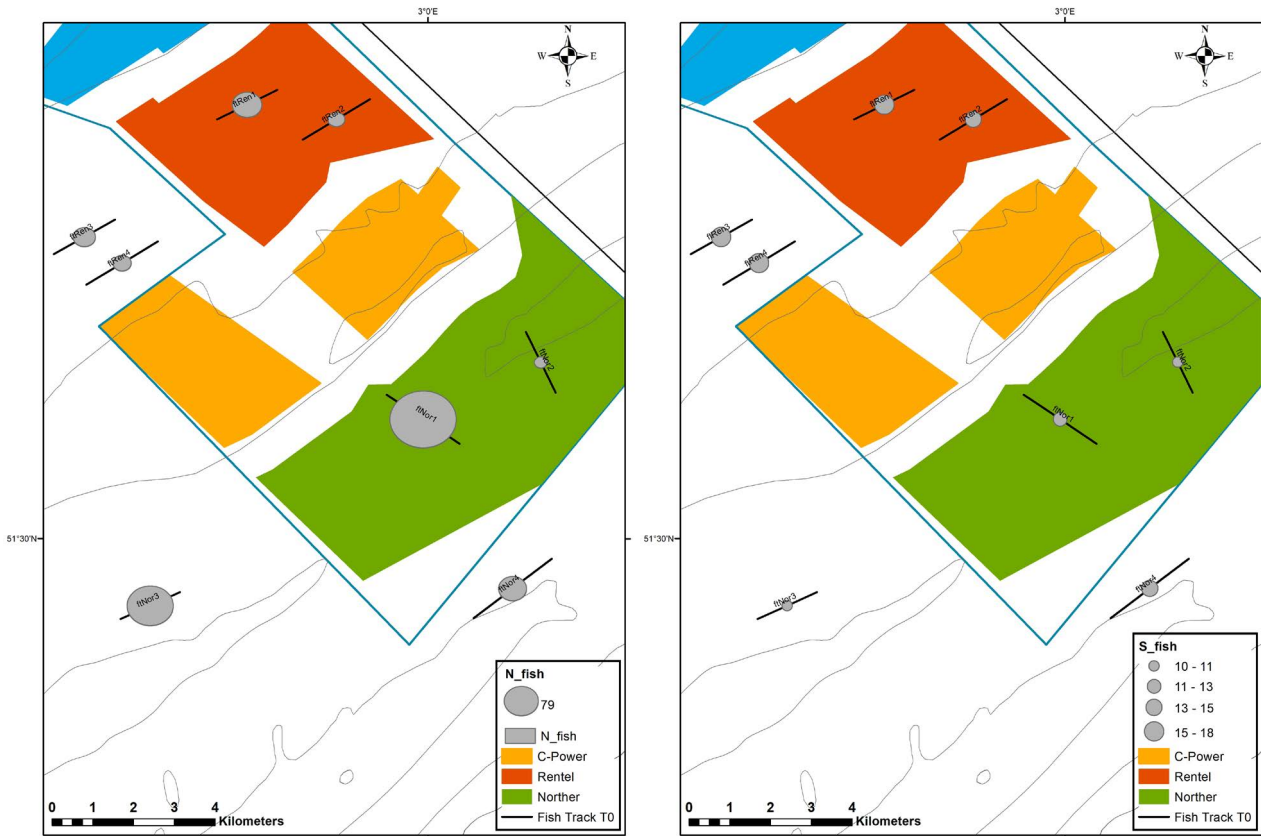 3°0'E
N
W E
S
ftRen1
ftRen2
ftRen3
ftRen4
ftNor2
ftNor1
51°30'N
ftNor4
ftNor3
N_fish
79
N_fish
C-Power
Rentel
Norther
Fish Track T0
0 1 2 3 4
Kilometers
3°0'E
N
W E
S
ftRen1
ftRen2
ftRen3
ftRen4
ftNor2
ftNor1
51°30'N
ftNor4
ftNor3
S_fish
10 - 11
11 - 13
13 - 15
15 - 18
C-Power
Rentel
Norther
Fish Track T0
0 1 2 3 4
Kilometers